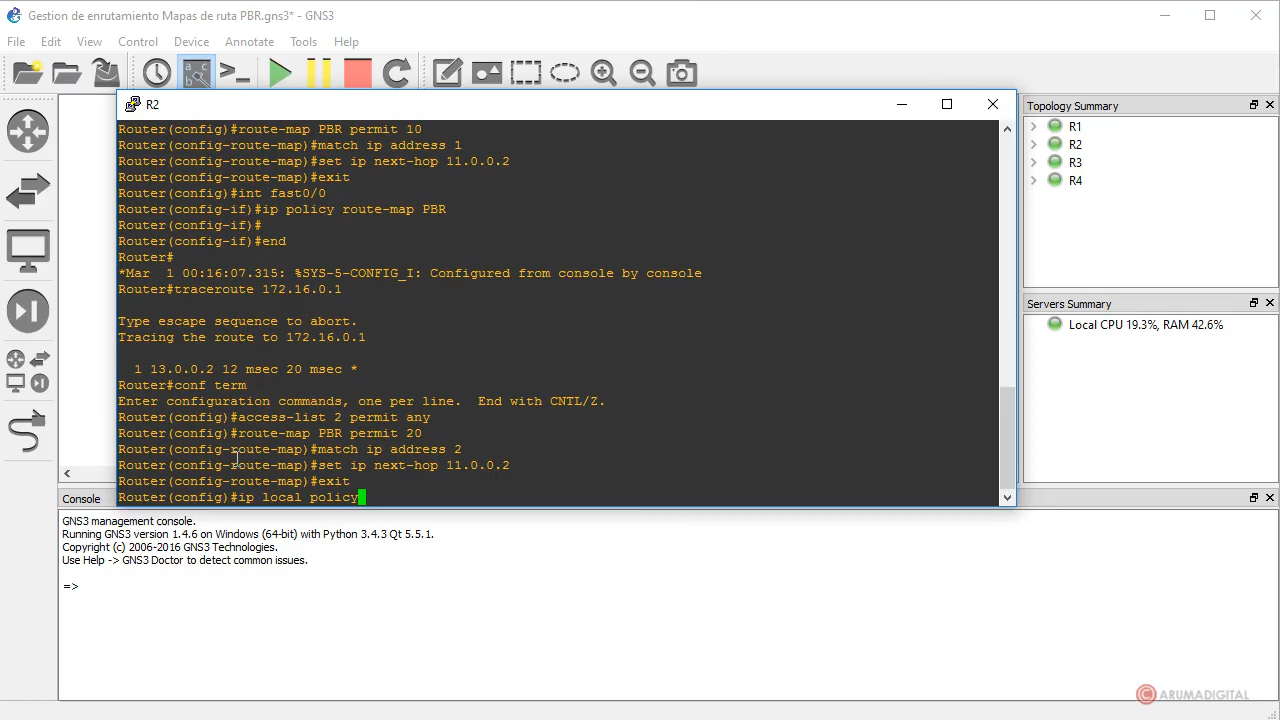 Gestion de enrutamiento Mapas de ruta PBR.gns3* - GNS3
File Edit View Control Device Annotate Tools Help
a_c
b
R2
Router(config)#route-map PBR permit 10
Router(config-route-map)#match ip address 1
Router(config-route-map)#set ip next-hop 11.0.0.2
Router(config-route-map)#exit
Router(config)#int fast0/0
Router(config-if)#ip policy route-map PBR
Router(config-if)#
Router(config-if)#end
Router#
*Mar  1 00:16:07.315: %SYS-5-CONFIG_I: Configured from console by console
Router#traceroute 172.16.0.1
Type escape sequence to abort.
Tracing the route to 172.16.0.1
1 13.0.0.2 12 msec 20 msec *
Router#conf term
Enter configuration commands, one per line.  End with CNTL/Z.
Router(config)#access-list 2 permit any
Router(config)#route-map PBR permit 20
Router(config-route-map)#match ip address 2
Router(config-route-map)#set ip next-hop 11.0.0.2
Router(config-route-map)#exit
Router(config)#ip local policy
Topology Summary
R1
R2
R3
R4
Servers Summary
Local CPU 19.3%, RAM 42.6%
Console
GNS3 management console.
Running GNS3 version 1.4.6 on Windows (64-bit) with Python 3.4.3 Qt 5.5.1.
Copyright (c) 2006-2016 GNS3 Technologies.
Use Help -> GNS3 Doctor to detect common issues.
=>
© ARUMADIGITAL